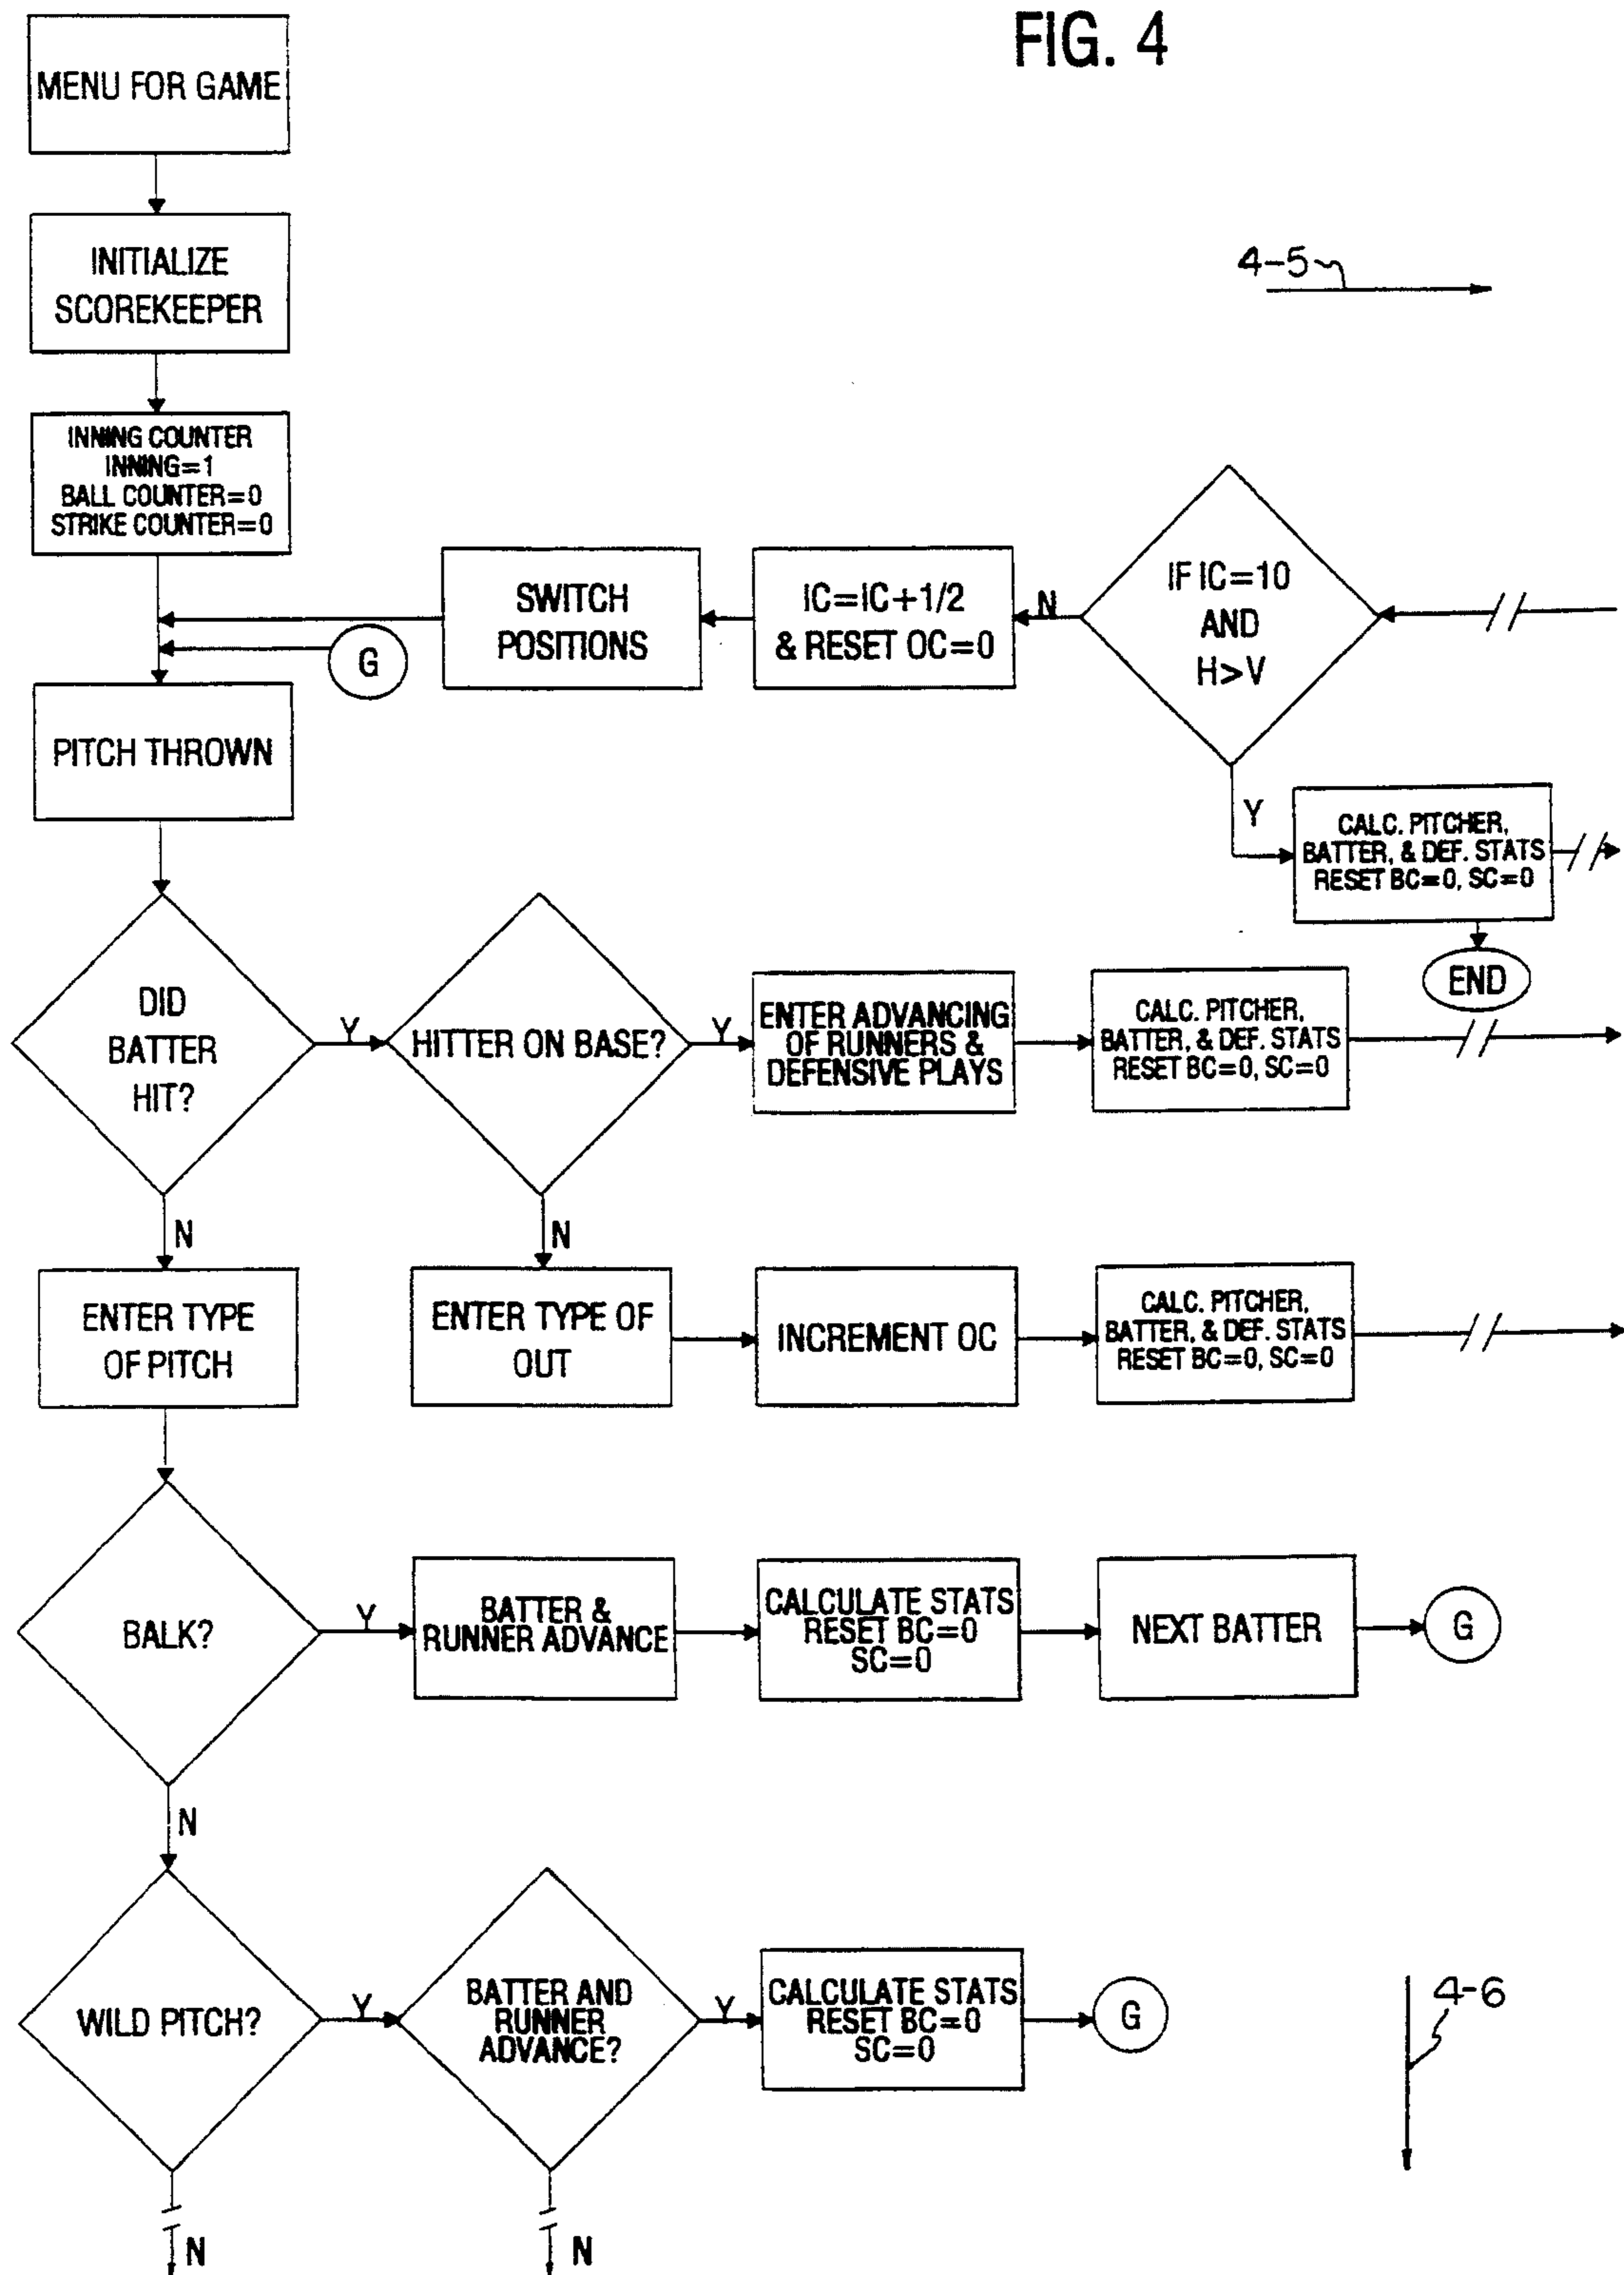 FIG. 4
MENU FOR GAME
INITIALIZE
SCOREKEEPER
4-5
INNING COUNTER
INNING=1
BALL COUNTER=0
STRIKE COUNTER=0
IF IC=10
AND
H>V
N
IC=IC+1/2
& RESET OC=0
SWITCH
POSITIONS
G
PITCH THROWN
Y
CALC. PITCHER,
BATTER, & DEF. STATS
RESET BC=0, SC=0
END
DID
BATTER
HIT?
Y
HITTER ON BASE?
Y
ENTER ADVANCING
OF RUNNERS &
DEFENSIVE PLAYS
CALC. PITCHER,
BATTER, & DEF. STATS
RESET BC=0, SC=0
N
N
ENTER TYPE
OF PITCH
ENTER TYPE OF
OUT
INCREMENT OC
CALC. PITCHER,
BATTER, & DEF. STATS
RESET BC=0, SC=0
BALK?
Y
BATTER &
RUNNER ADVANCE
CALCULATE STATS
RESET BC=0
SC=0
NEXT BATTER
G
N
WILD PITCH?
Y
BATTER AND
RUNNER
ADVANCE?
Y
CALCULATE STATS
RESET BC=0
SC=0
G
4-6
N
N